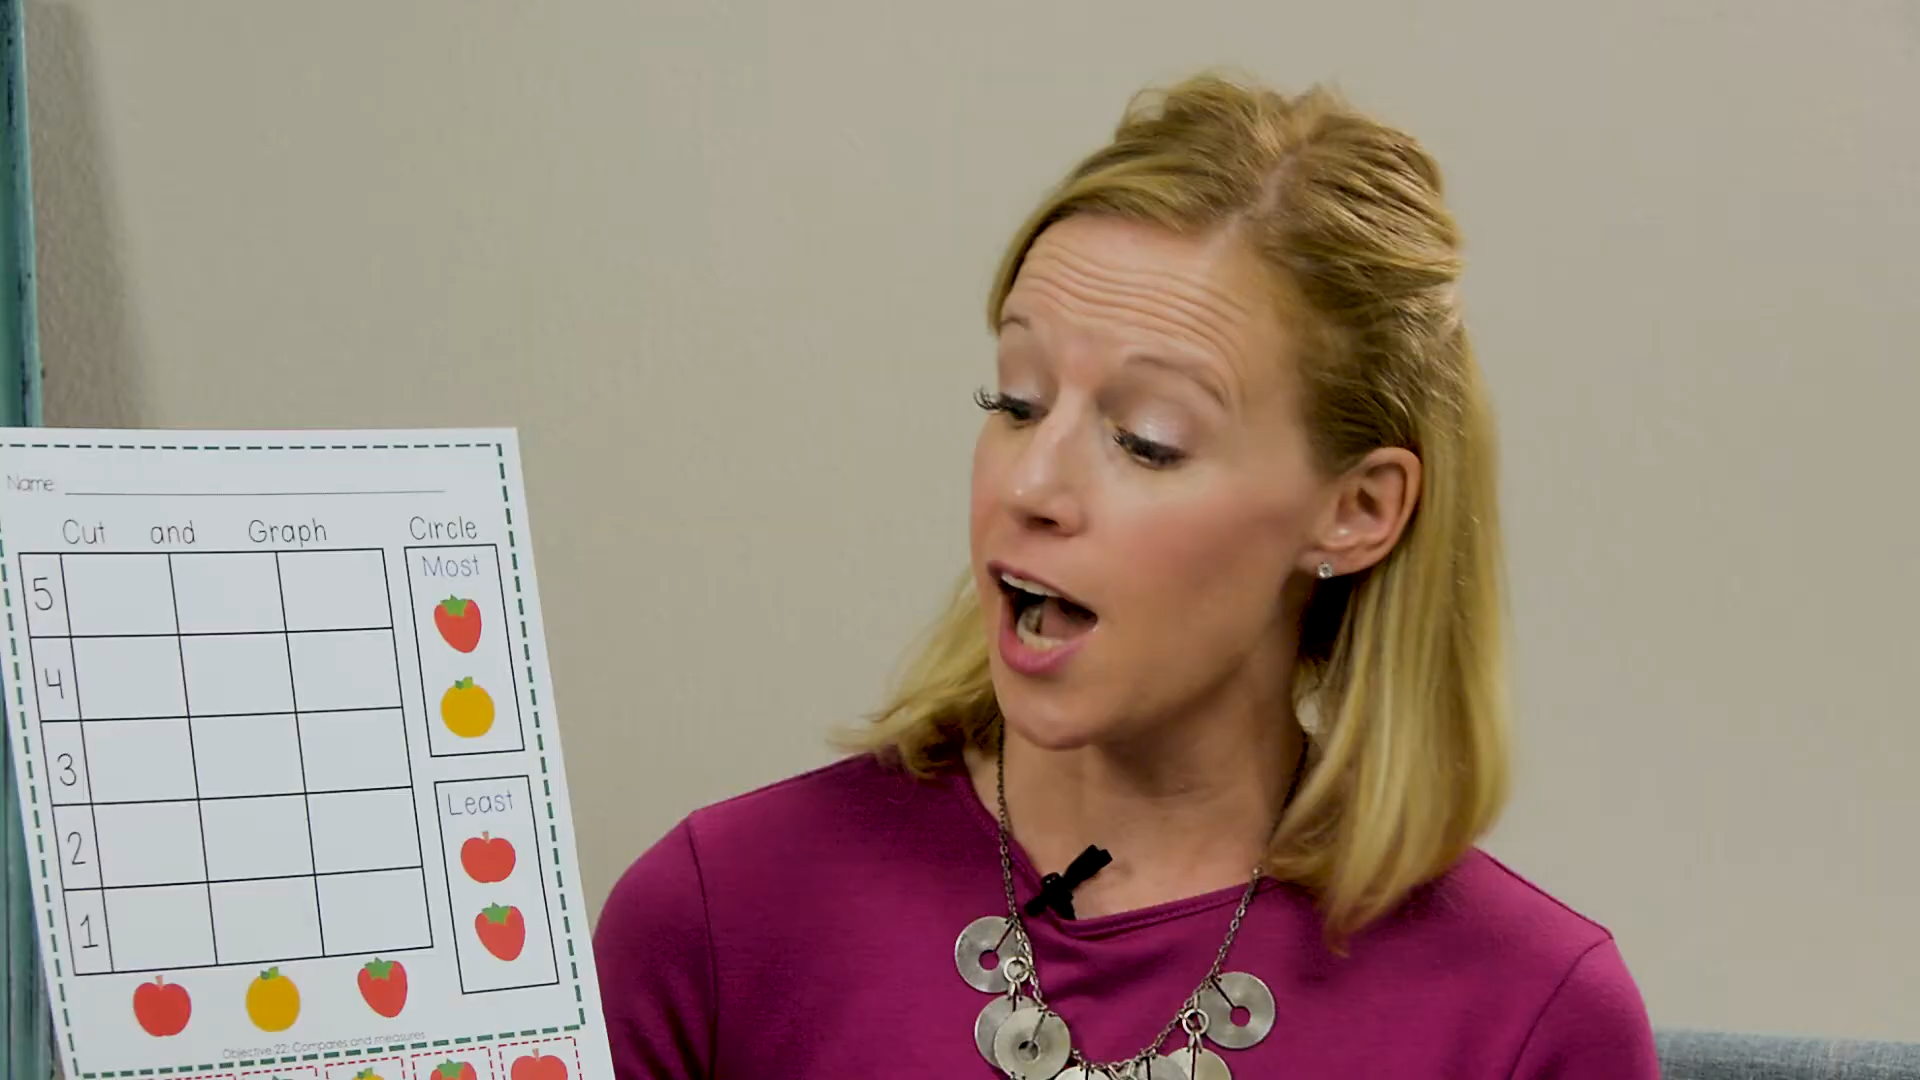 Name
Cut and Graph
Circle
Most
5
4
3
2
1
Least
Objective 22: Compares and measures